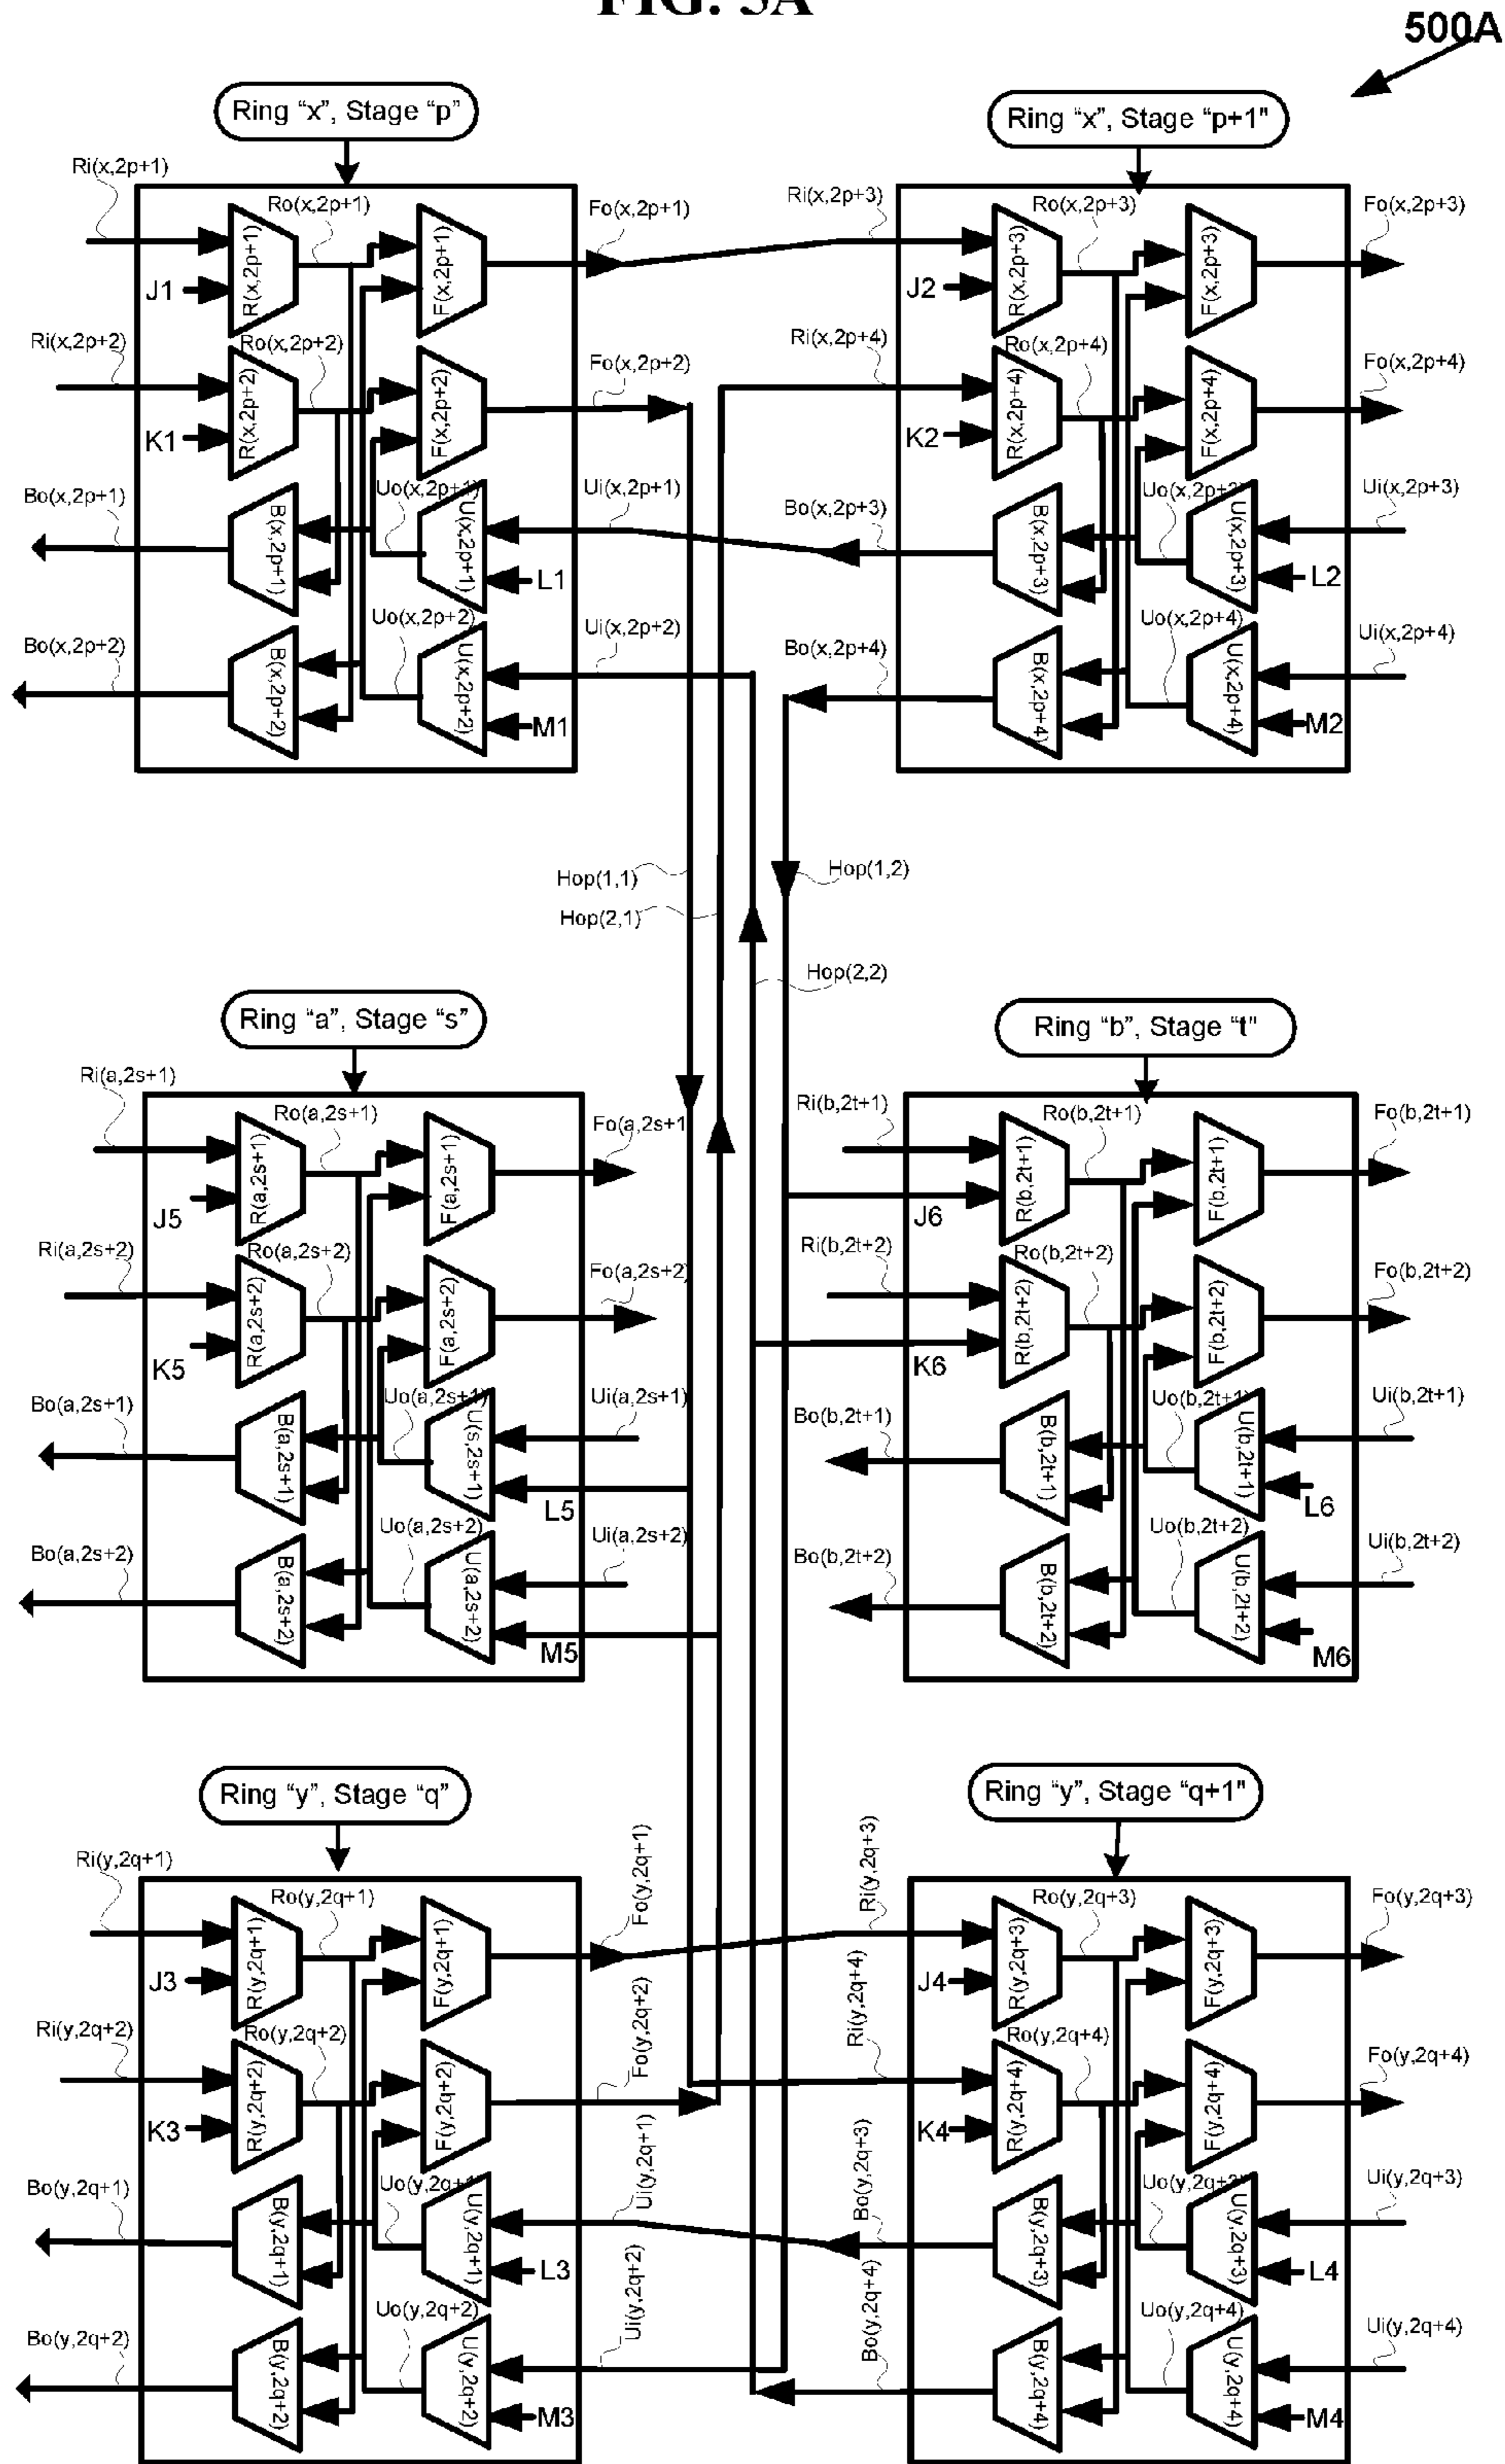 FIG. 5A
500A
Ring “x”, Stage “p”
Ring “x”, Stage “p+1"
Ri(x,2p+1)
Ro(x,2p+1)
R(x,2p+1)
F(x,2p+1)
Fo(x,2p+1)
J1
Ri(x,2p+2)
Ro(x,2p+2)
R(x,2p+2)
F(x,2p+2)
Fo(x,2p+2)
K1
Bo(x,2p+1)
B(x,2p+1)
Uo(x,2p+1)
U(x,2p+1)
Ui(x,2p+1)
L1
Bo(x,2p+2)
B(x,2p+2)
Uo(x,2p+2)
U(x,2p+2)
Ui(x,2p+2)
M1
Ri(x,2p+3)
Ro(x,2p+3)
R(x,2p+3)
F(x,2p+3)
Fo(x,2p+3)
J2
Ri(x,2p+4)
Ro(x,2p+4)
R(x,2p+4)
F(x,2p+4)
Fo(x,2p+4)
K2
Bo(x,2p+3)
B(x,2p+3)
U(x,2p+3)
Ui(x,2p+3)
L2
Bo(x,2p+4)
B(x,2p+4)
Uo(x,2p+4)
U(x,2p+4)
Ui(x,2p+4)
M2
Hop(1,1)
Hop(1,2)
Hop(2,1)
Hop(2,2)
Ring “a”, Stage “s”
Ring “b”, Stage “t”
Ri(a,2s+1)
Ro(a,2s+1)
R(a,2s+1)
F(a,2s+1)
Fo(a,2s+1
J5
Ri(a,2s+2)
Ro(a,2s+2)
R(a,2s+2)
F(a,2s+2)
Fo(a,2s+2)
K5
Bo(a,2s+1)
B(a,2s+1)
Uo(a,2s+1)
U(s,2s+1)
Ui(a,2s+1)
L5
Bo(a,2s+2)
B(a,2s+2)
Uo(a,2s+2)
U(a,2s+2)
Ui(a,2s+2)
M5
Ri(b,2t+1)
Ro(b,2t+1)
R(b,2t+1)
F(b,2t+1)
Fo(b,2t+1)
J6
Ri(b,2t+2)
Ro(b,2t+2)
R(b,2t+2)
F(b,2t+2)
Fo(b,2t+2)
K6
Bo(b,2t+1)
B(b,2t+1)
Uo(b,2t+1)
U(b,2t+1)
Ui(b,2t+1)
L6
Bo(b,2t+2)
B(b,2t+2)
Uo(b,2t+2)
U(b,2t+2)
Ui(b,2t+2)
M6
Ring “y”, Stage “q”
Ring “y”, Stage “q+1"
Ri(y,2q+1)
Ro(y,2q+1)
R(y,2q+1)
F(y,2q+1)
Fo(y,2q+1)
J3
Ri(y,2q+2)
Ro(y,2q+2)
R(y,2q+2)
F(y,2q+2)
Fo(y,2q+2)
K3
Bo(y,2q+1)
B(y,2q+1)
U(y,2q+1)
Ui(y,2q+1)
L3
Bo(y,2q+2)
B(y,2q+2)
Uo(y,2q+2)
U(y,2q+2)
Ui(y,2q+2)
M3
Ri(y,2q+3)
Ro(y,2q+3)
R(y,2q+3)
F(y,2q+3)
Fo(y,2q+3)
J4
Ri(y,2q+4)
Ro(y,2q+4)
R(y,2q+4)
F(y,2q+4)
Fo(y,2q+4)
K4
Bo(y,2q+3)
B(y,2q+3)
U(y,2q+3)
Ui(y,2q+3)
L4
Bo(y,2q+4)
B(y,2q+4)
Uo(y,2q+4)
U(y,2q+4)
Ui(y,2q+4)
M4